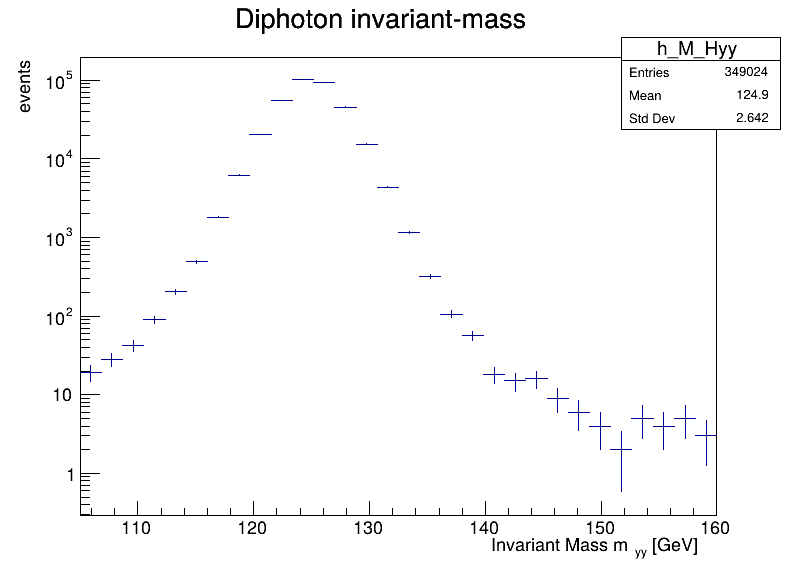 Diphoton invariant-mass
h_M_Hyy
Entries 349024
Mean 124.9
Std Dev 2.642
events
10^5
10^4
10^3
10^2
10
1
110 120 130 140 150 160
Invariant Mass m yy [GeV]